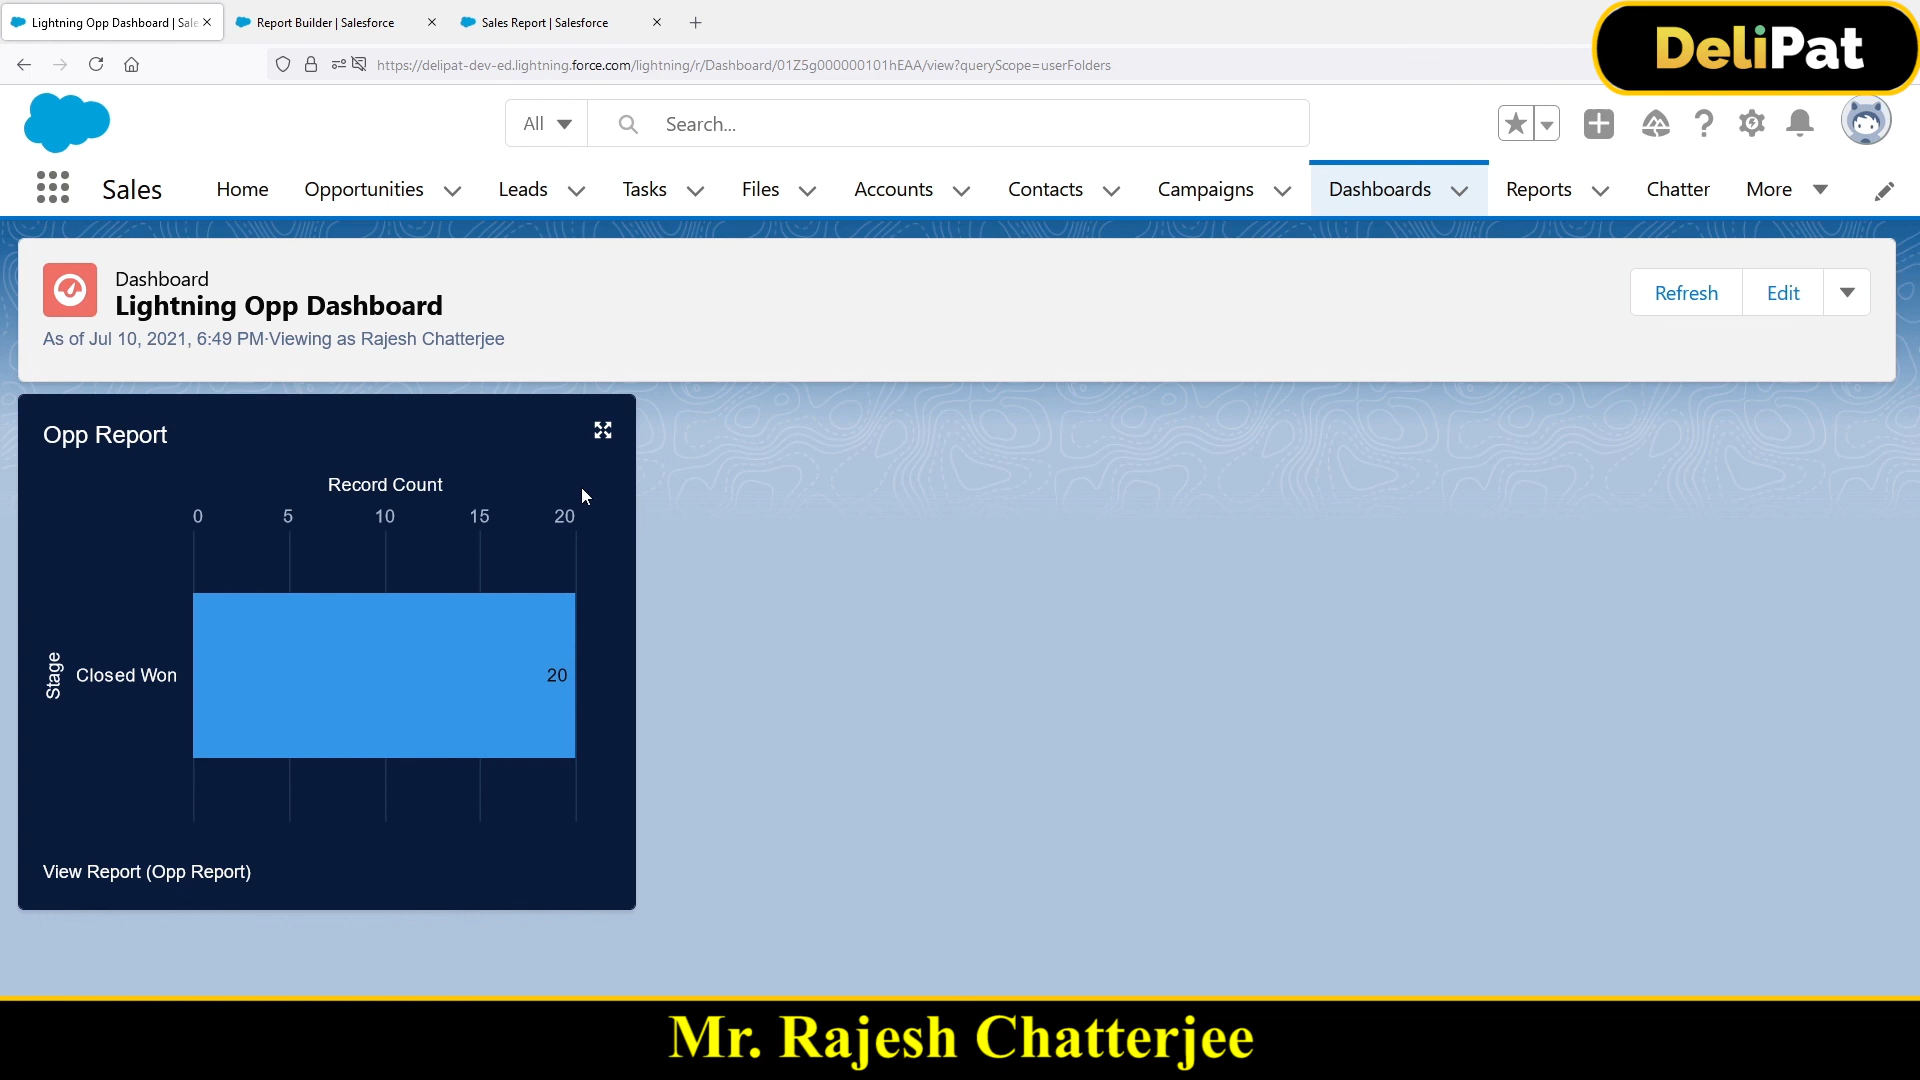 Lightning Opp Dashboard | Sale
Report Builder | Salesforce
Sales Report | Salesforce
https://delipat-dev-ed.lightning.force.com/lightning/r/Dashboard/01Z5g000000101hEAA/view?queryScope=userFolders
DeliPat
All
Search...
Sales
Home
Opportunities
Leads
Tasks
Files
Accounts
Contacts
Campaigns
Dashboards
Reports
Chatter
More
Dashboard
Lightning Opp Dashboard
As of Jul 10, 2021, 6:49 PM·Viewing as Rajesh Chatterjee
Refresh
Edit
Opp Report
Record Count
0 5 10 15 20
Stage
Closed Won
20
View Report (Opp Report)
Mr. Rajesh Chatterjee